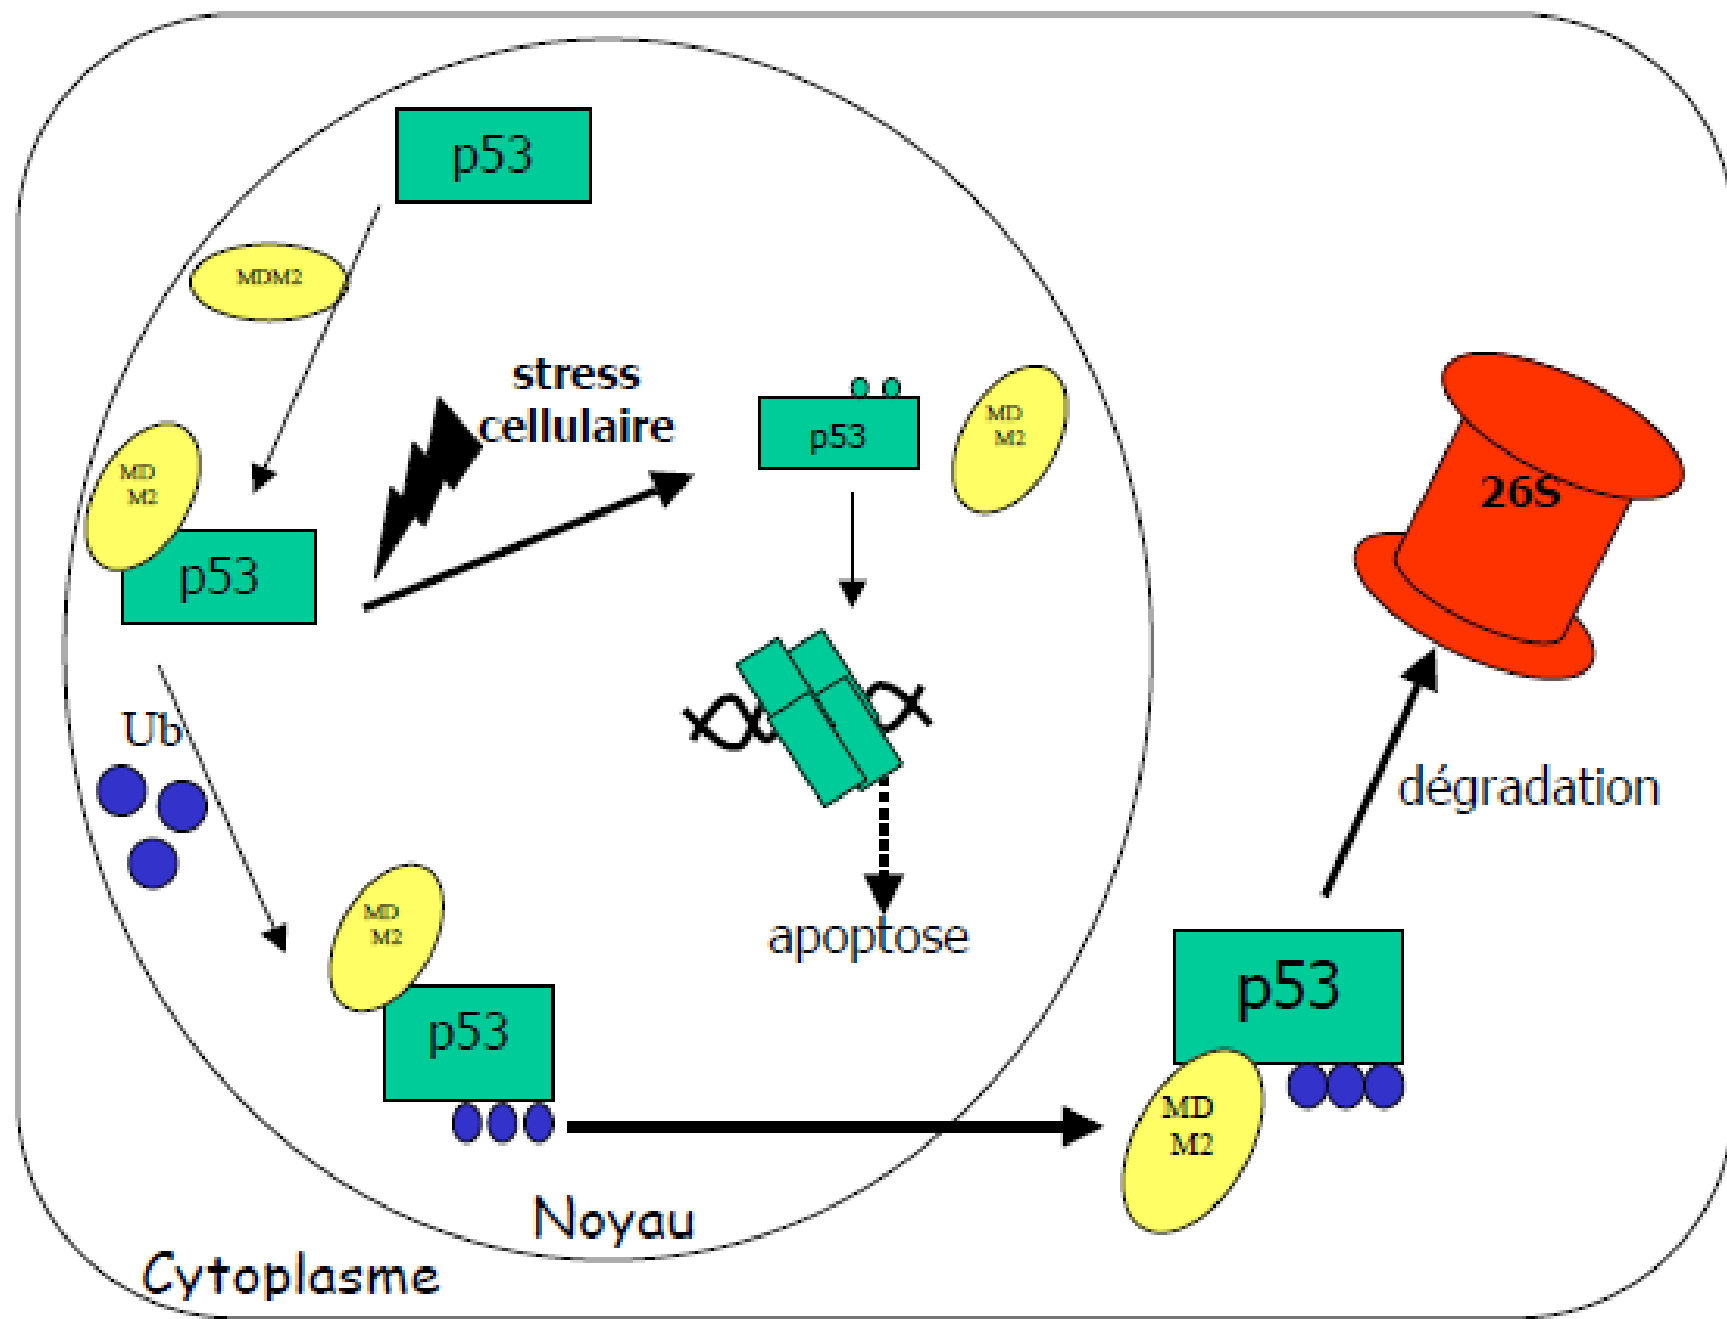 p53
MDM2
stress
cellulaire
MD
M2
p53
p53
MD
M2
26S
Ub
dégradation
MD
M2
p53
apoptose
p53
MD
M2
Noyau
Cytoplasme